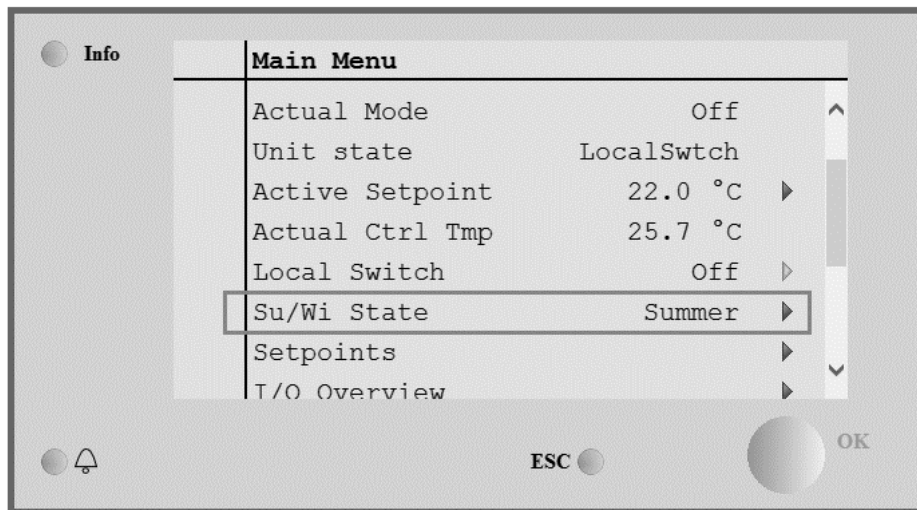 Info
Main Menu
Actual Mode Off
Unit state LocalSwtch
Active Setpoint 22.0 °C
Actual Ctrl Tmp 25.7 °C
Local Switch Off
Su/Wi State Summer
Setpoints
I/O Overview
ESC
OK